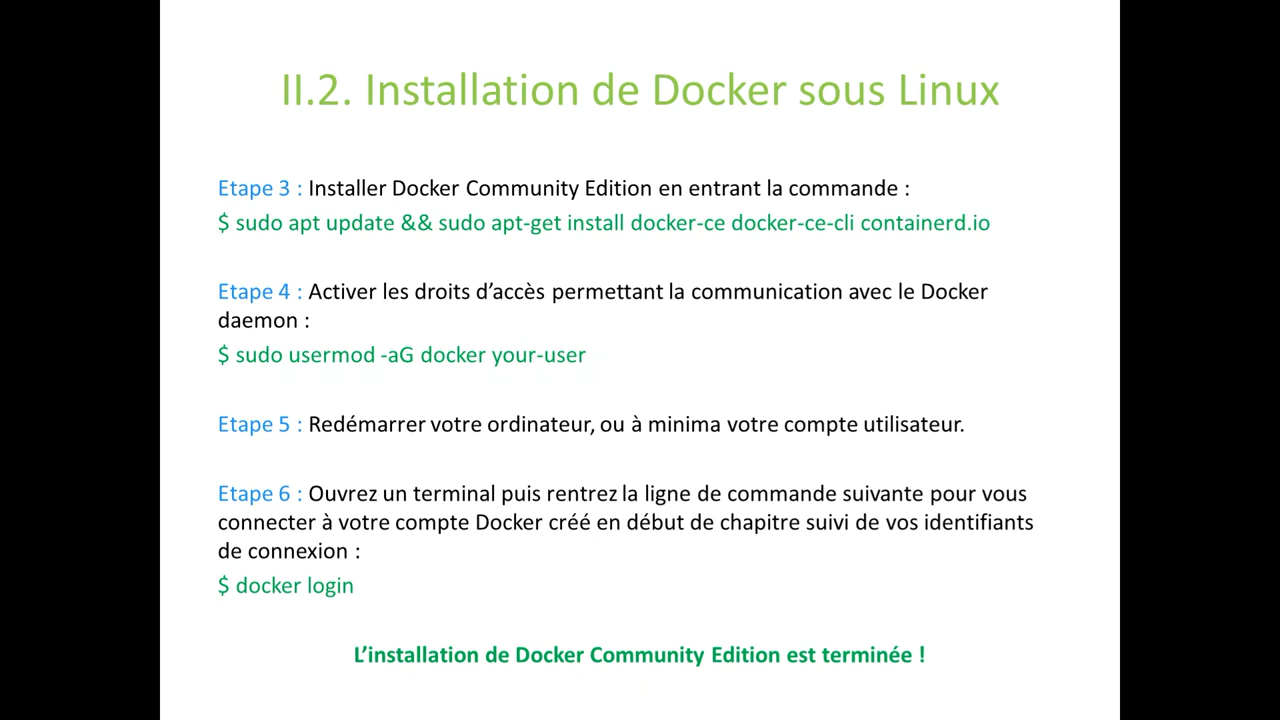 II.2. Installation de Docker sous Linux
Etape 3 : Installer Docker Community Edition en entrant la commande :
$ sudo apt update && sudo apt-get install docker-ce docker-ce-cli containerd.io
Etape 4 : Activer les droits d’accès permettant la communication avec le Docker
daemon :
$ sudo usermod -aG docker your-user
Etape 5 : Redémarrer votre ordinateur, ou à minima votre compte utilisateur.
Etape 6 : Ouvrez un terminal puis rentrez la ligne de commande suivante pour vous
connecter à votre compte Docker créé en début de chapitre suivi de vos identifiants
de connexion :
$ docker login
L’installation de Docker Community Edition est terminée !